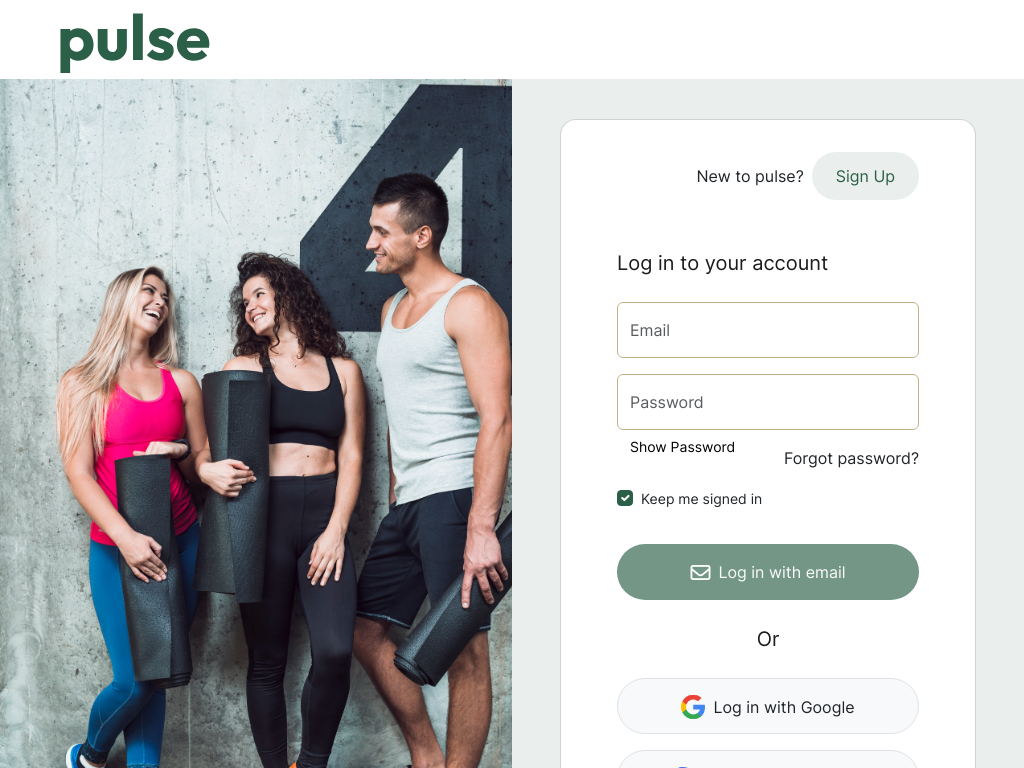 pulse
4
New to pulse? Sign Up
Log in to your account
Email
Password
Show Password
Forgot password?
Keep me signed in
Log in with email
Or
Log in with Google